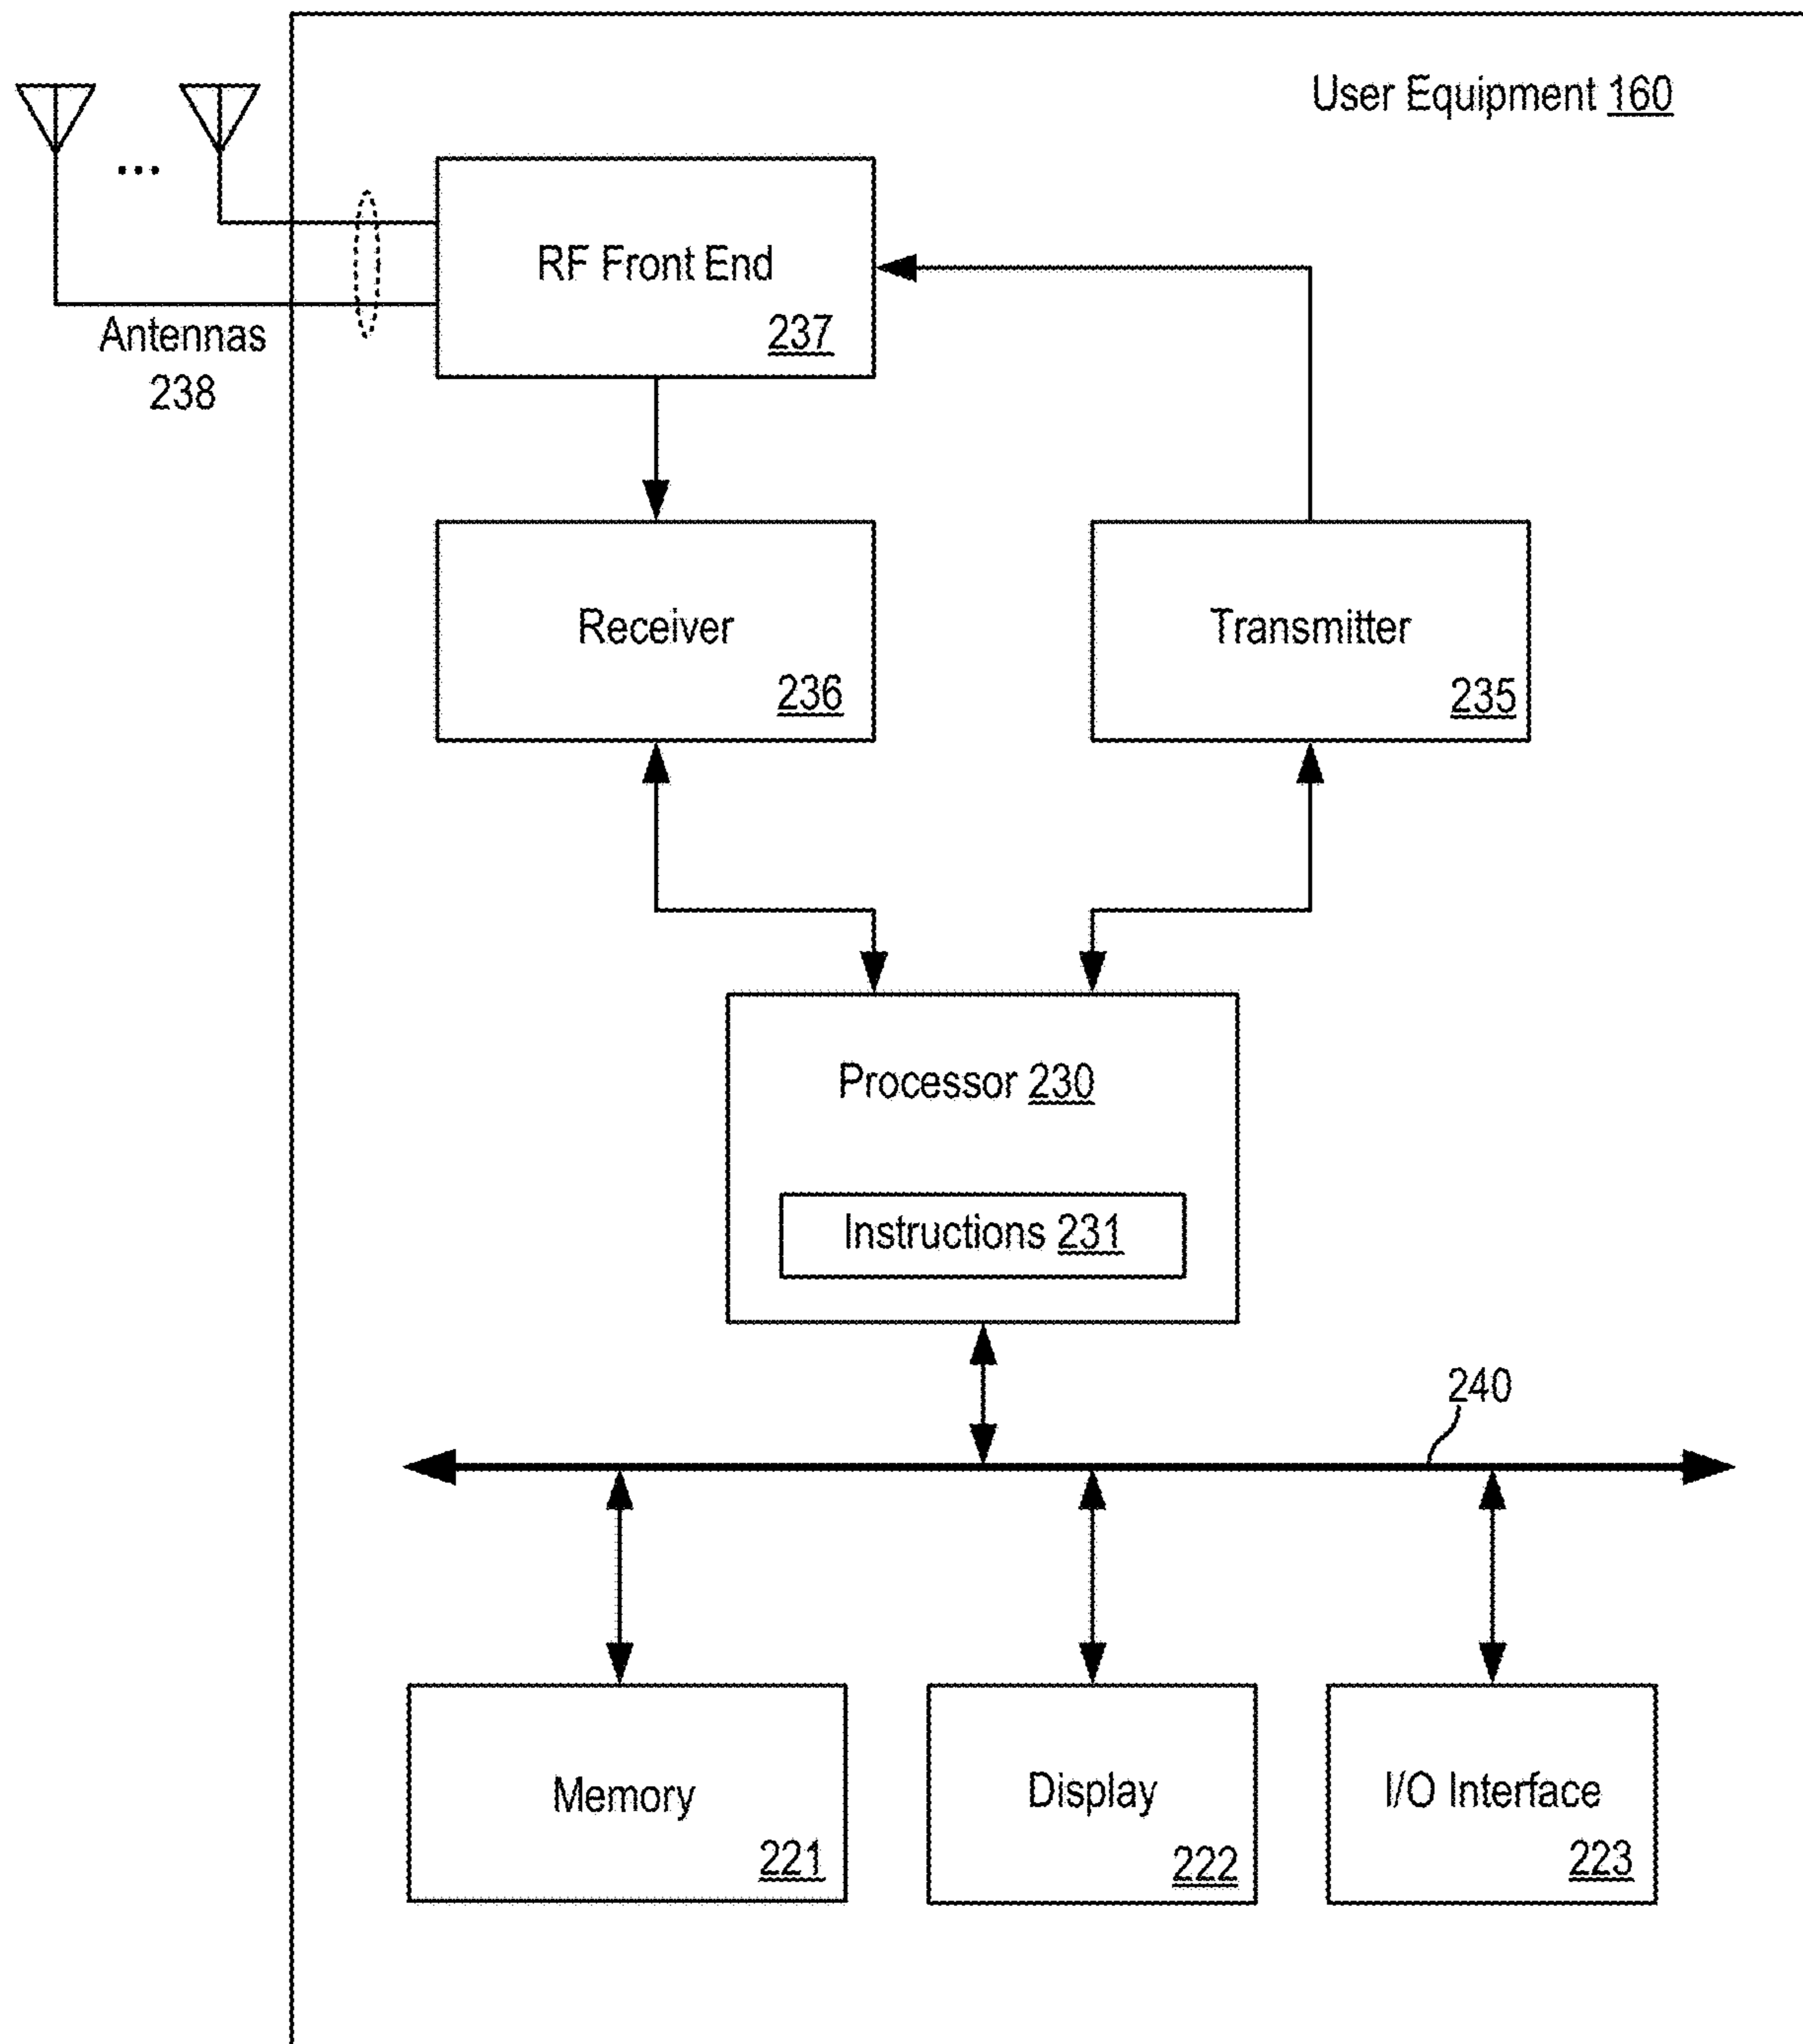 User Equipment 160
...
RF Front End
237
Antennas
238
Receiver
236
Transmitter
235
Processor 230
Instructions 231
240
Memory
221
Display
222
I/O Interface
223